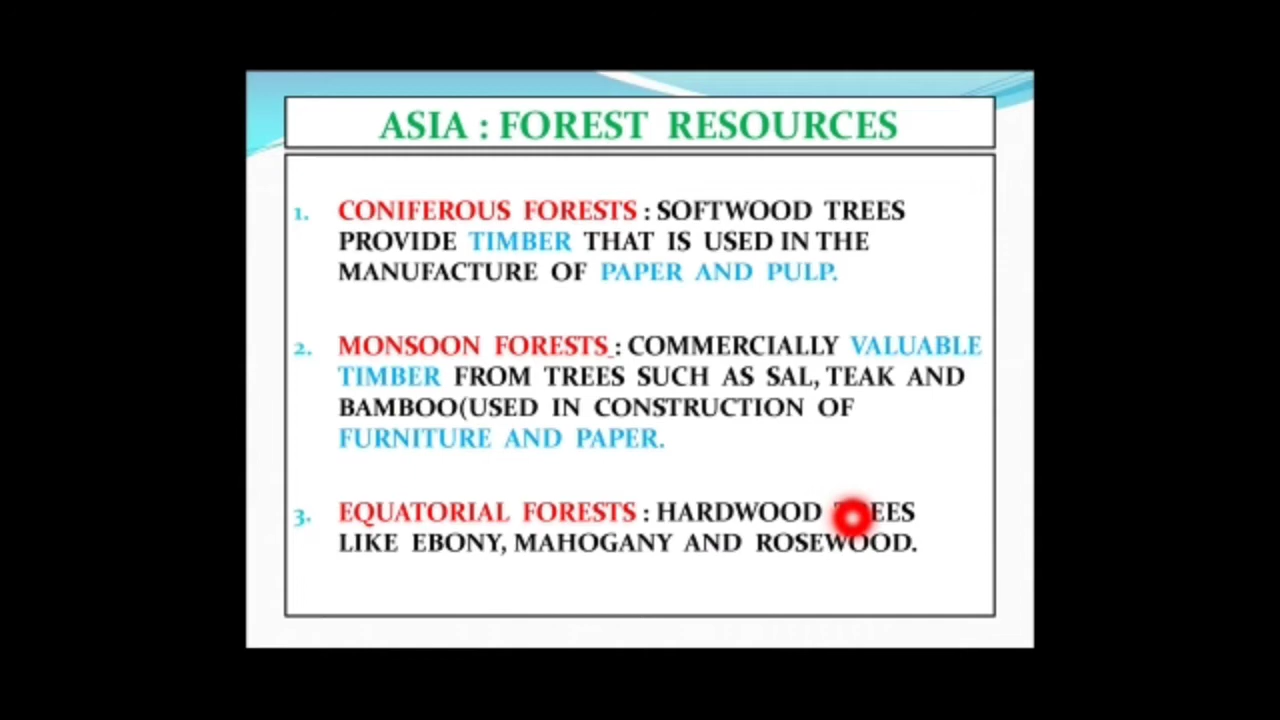 ASIA : FOREST RESOURCES
1. CONIFEROUS FORESTS : SOFTWOOD TREES
PROVIDE TIMBER THAT IS USED IN THE
MANUFACTURE OF PAPER AND PULP.
2. MONSOON FORESTS : COMMERCIALLY VALUABLE
TIMBER FROM TREES SUCH AS SAL, TEAK AND
BAMBOO(USED IN CONSTRUCTION OF
FURNITURE AND PAPER.
3. EQUATORIAL FORESTS : HARDWOOD TREES
LIKE EBONY, MAHOGANY AND ROSEWOOD.